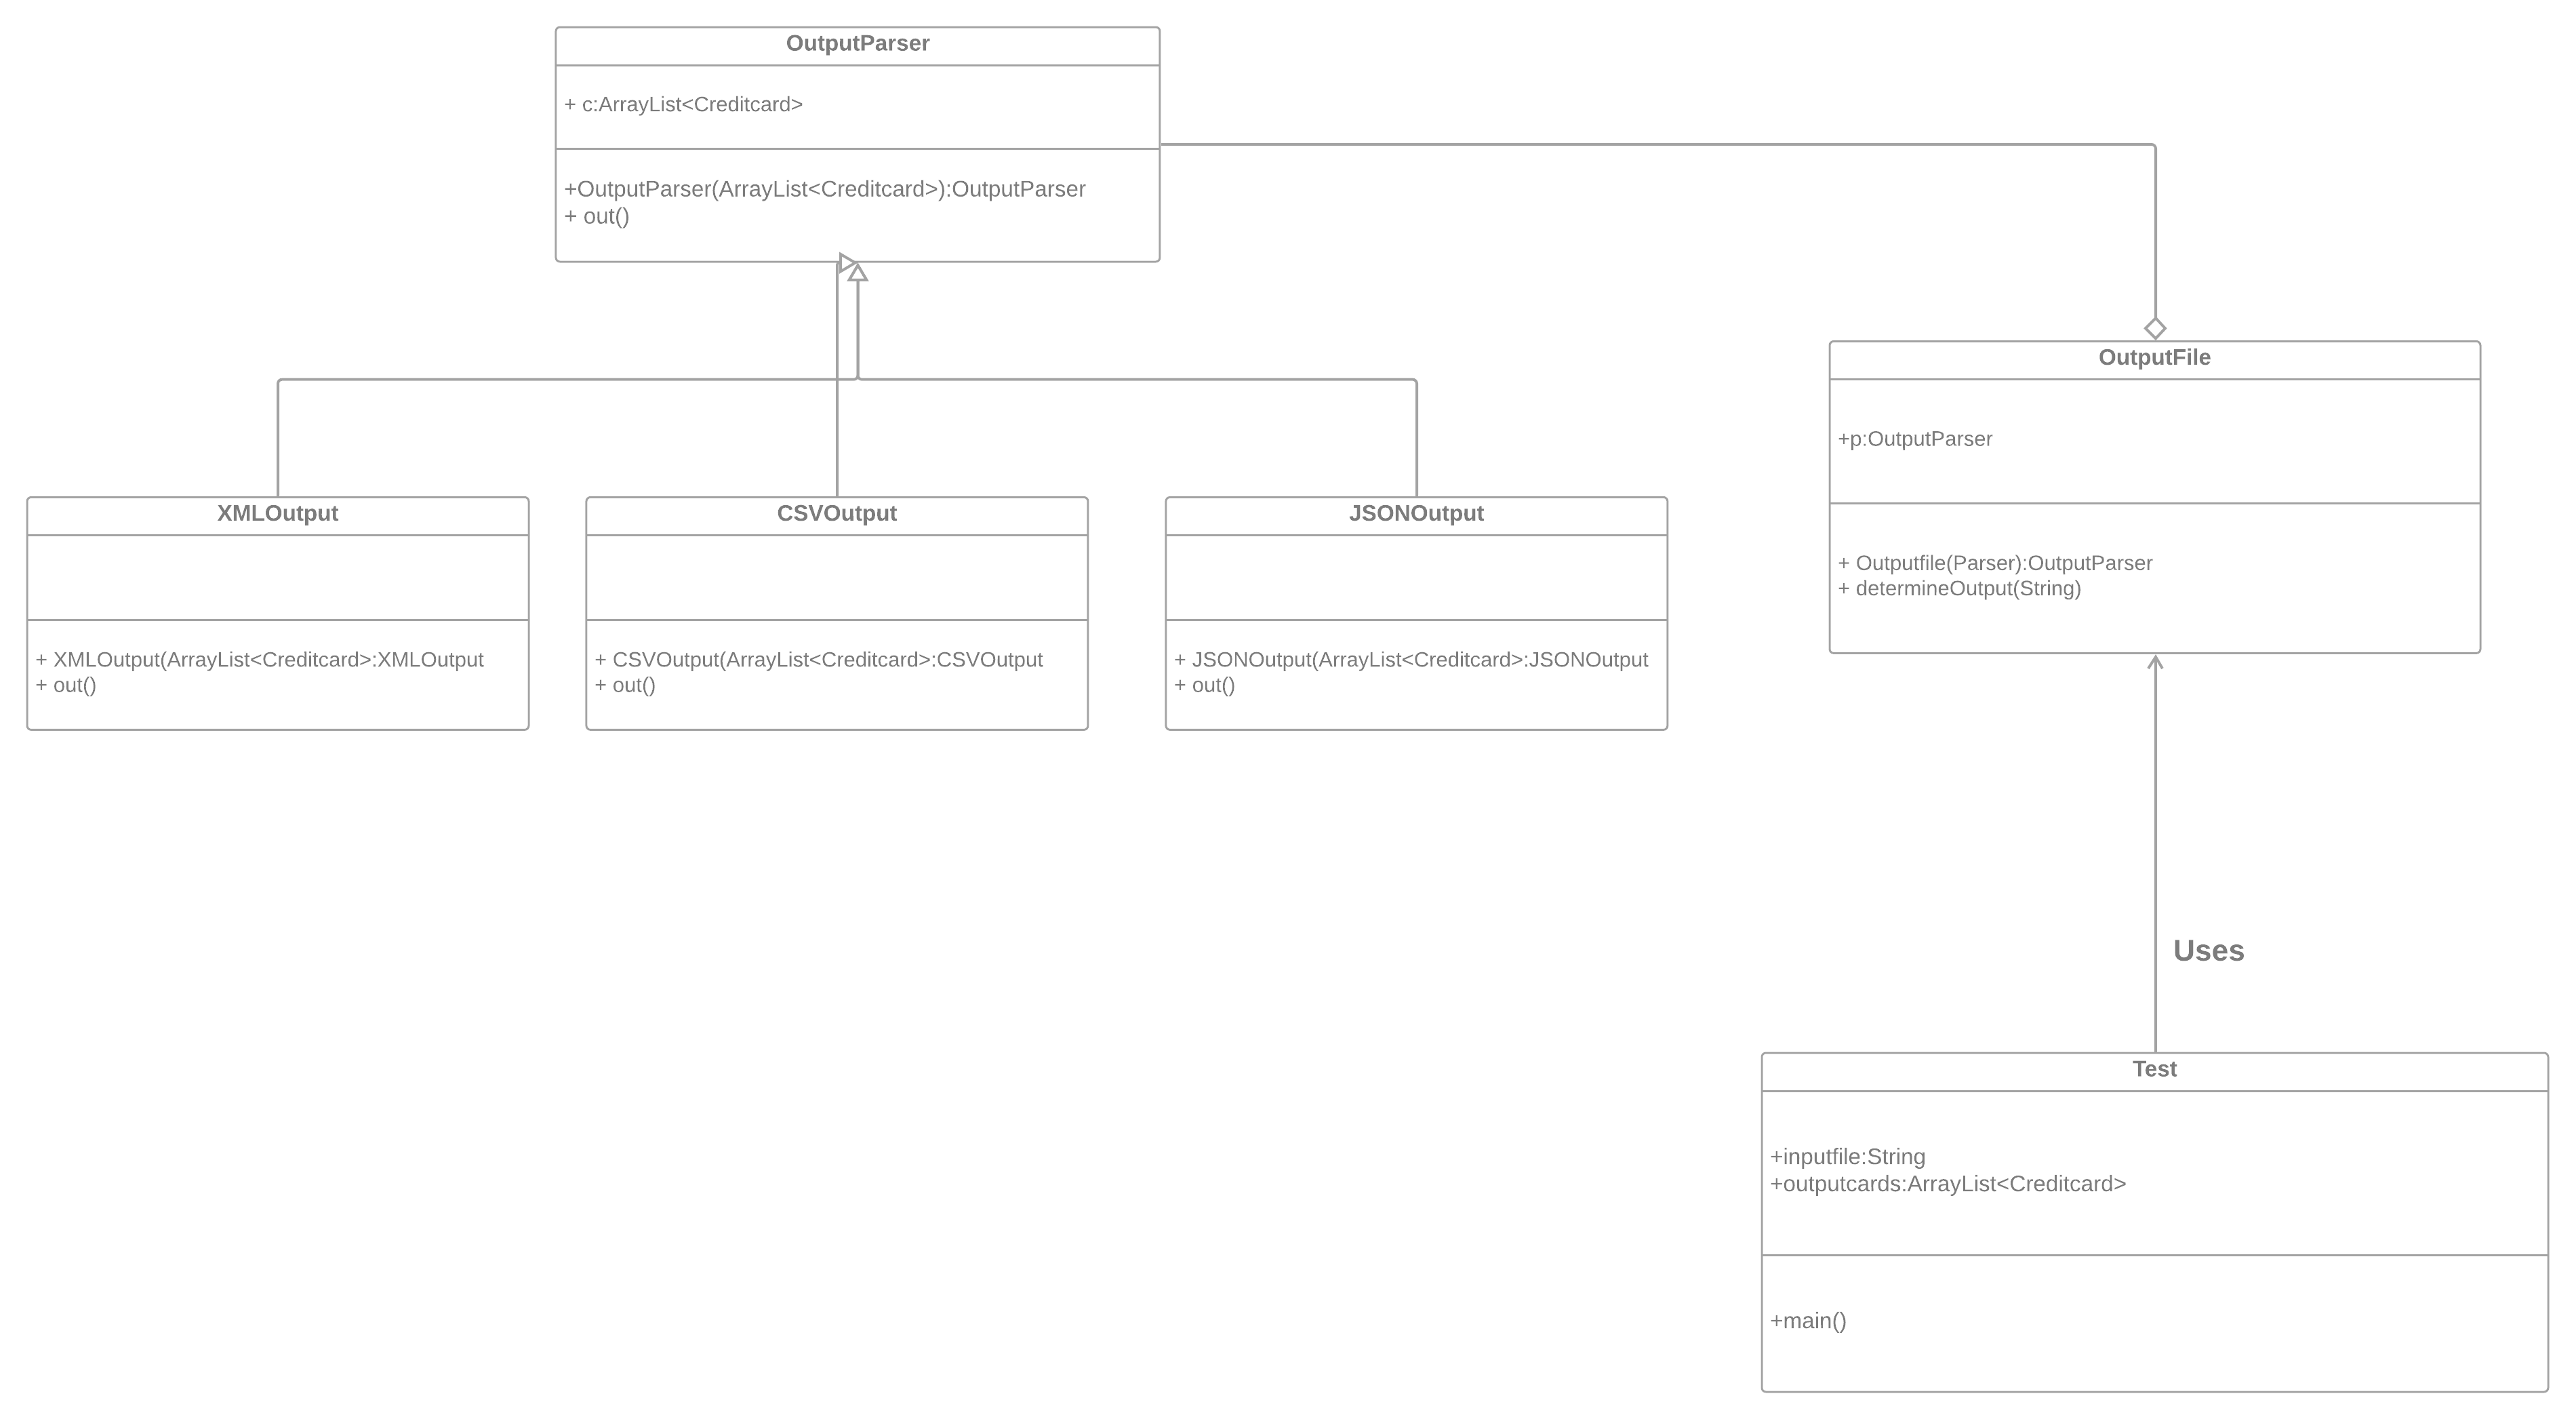 OutputParser
+ c:ArrayList<Creditcard>
+OutputParser(ArrayList<Creditcard>):OutputParser
+ out()
OutputFile
+p:OutputParser
+ Outputfile(Parser):OutputParser
+ determineOutput(String)
XMLOutput
+ XMLOutput(ArrayList<Creditcard>:XMLOutput
+ out()
CSVOutput
+ CSVOutput(ArrayList<Creditcard>:CSVOutput
+ out()
JSONOutput
+ JSONOutput(ArrayList<Creditcard>:JSONOutput
+ out()
Uses
Test
+inputfile:String
+outputcards:ArrayList<Creditcard>
+main()